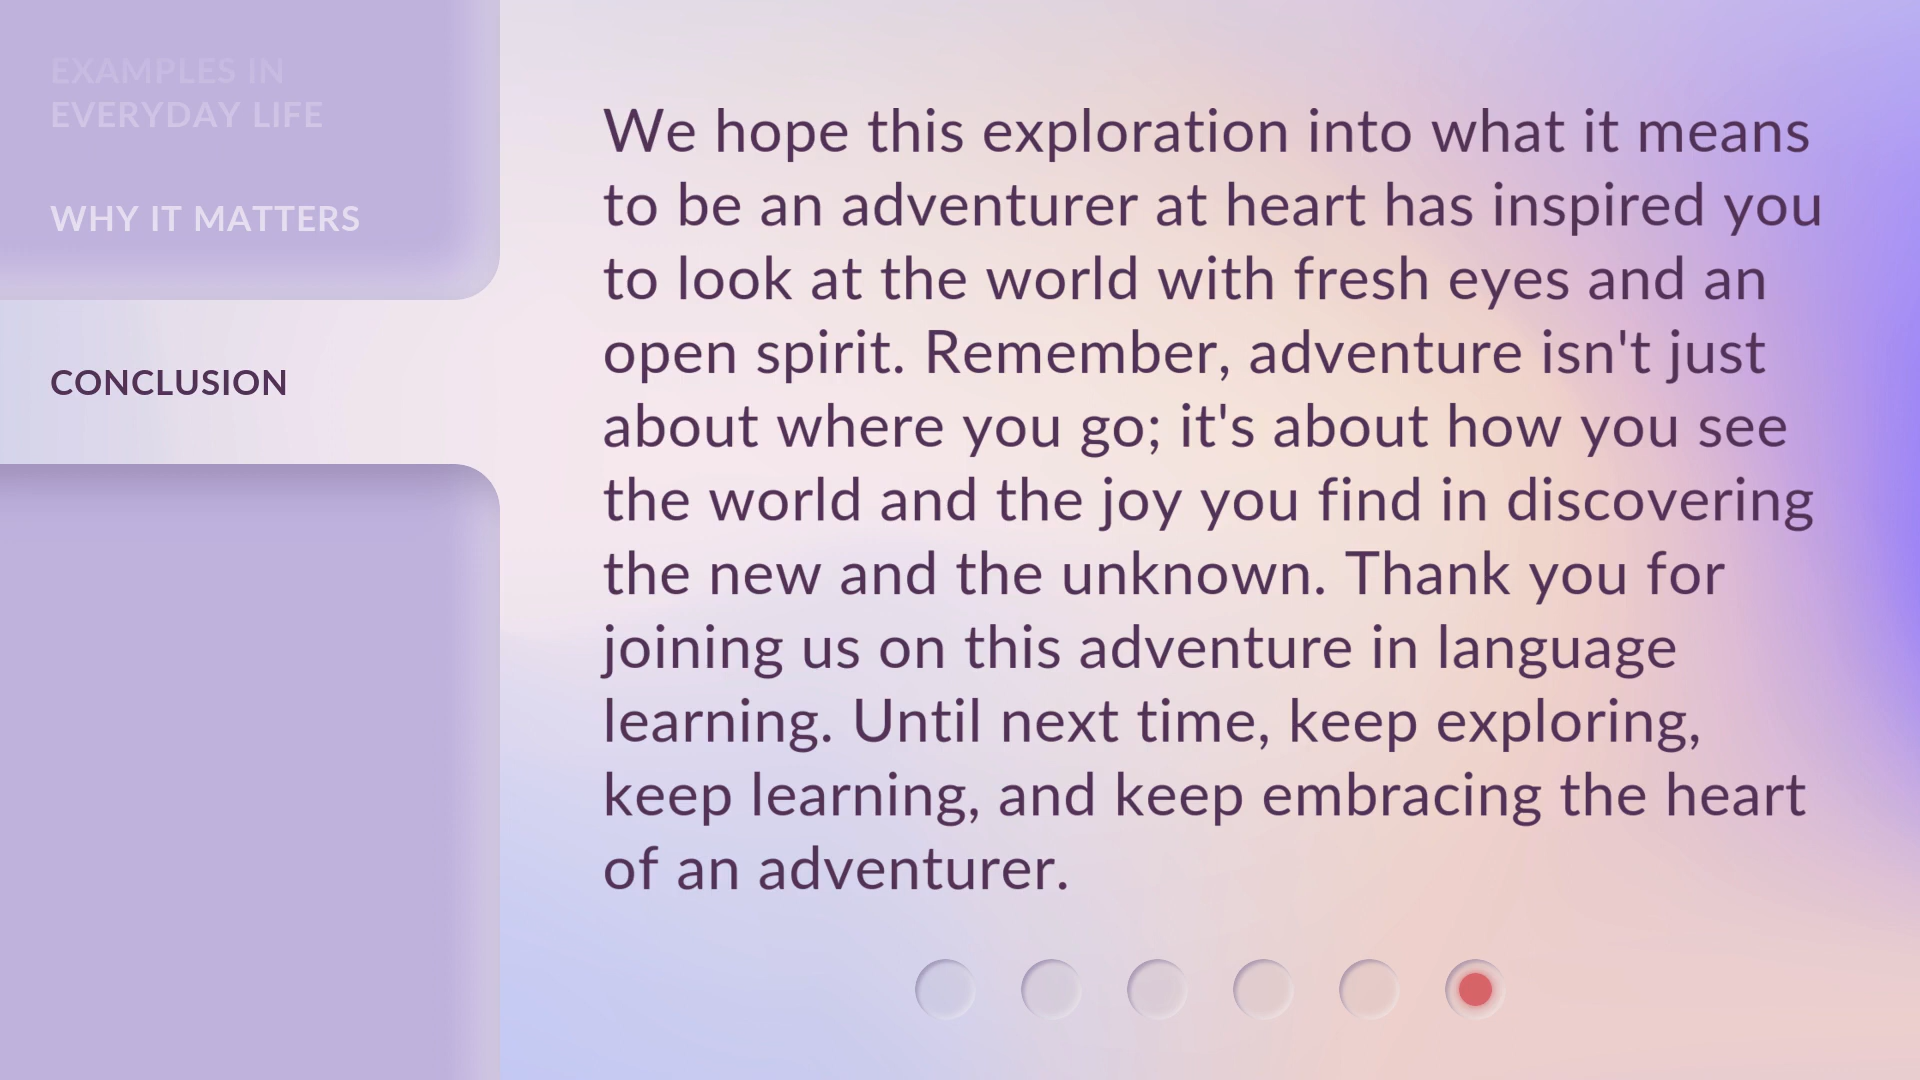 EXAMPLES IN
EVERYDAY LIFE
WHY IT MATTERS
CONCLUSION
We hope this exploration into what it means
to be an adventurer at heart has inspired you
to look at the world with fresh eyes and an
open spirit. Remember, adventure isn't just
about where you go; it's about how you see
the world and the joy you find in discovering
the new and the unknown. Thank you for
joining us on this adventure in language
learning. Until next time, keep exploring,
keep learning, and keep embracing the heart
of an adventurer.